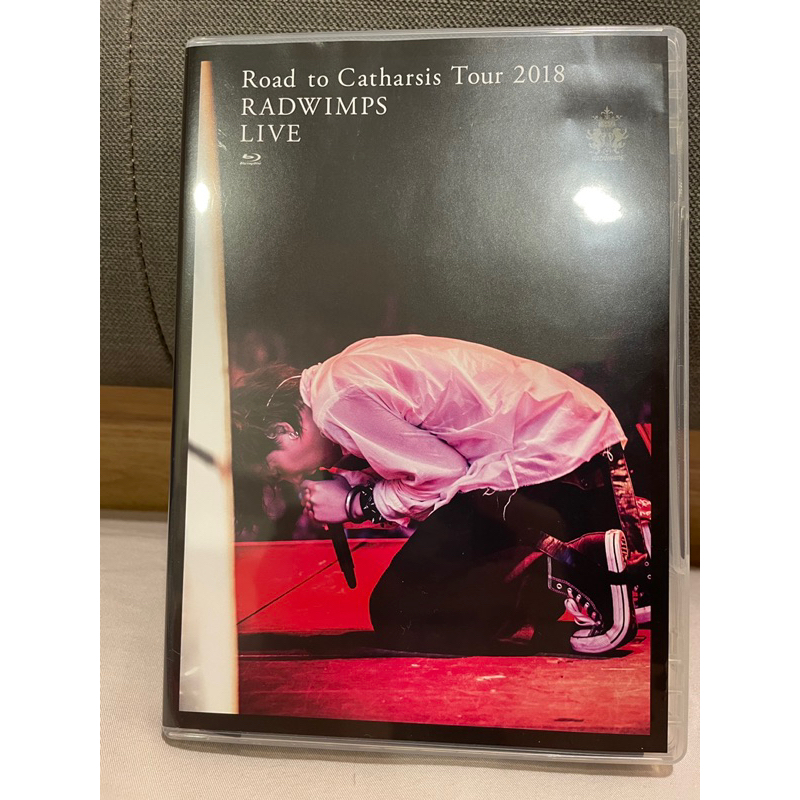 Road to Catharsis Tour 2018
RADWIMPS
LIVE